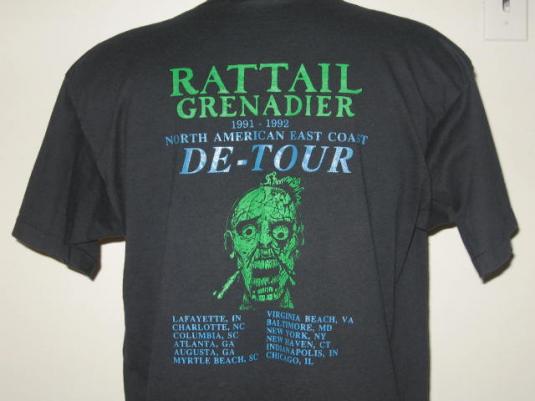 RATTAIL
GRENADIER
1991 - 1992
NORTH AMERICAN EAST COAST
DE-TOUR
LAFAYETTE, IN
CHARLOTTE, NC
COLUMBIA, SC
ATLANTA, GA
AUGUSTA, GA
MYRTLE BEACH, SC
VIRGINIA BEACH, VA
BALTIMORE, MD
NEW YORK, NY
NEW HAVEN, CT
INDIANAPOLIS, IN
CHICAGO, IL